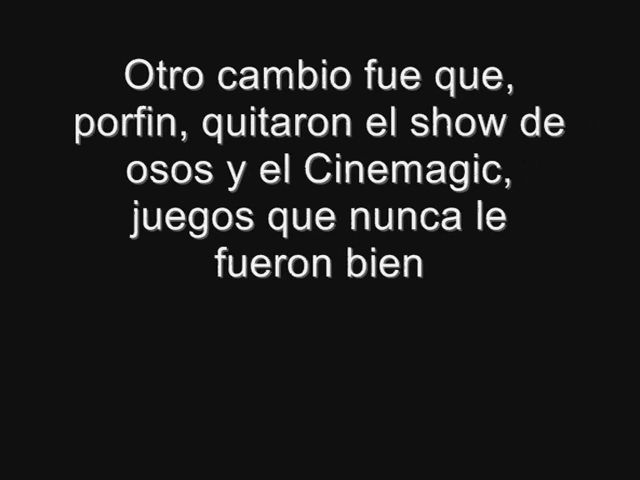 Otro cambio fue que,
porfin, quitaron el show de
osos y el Cinemagic,
juegos que nunca le
fueron bien